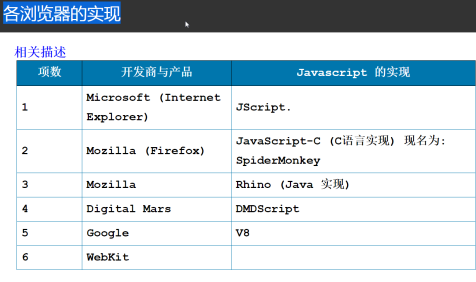 各浏览器的实现
相关描述
项数 开发商与产品 Javascript 的实现
1 Microsoft (Internet Explorer) JScript.
2 Mozilla (Firefox) JavaScript-C (C语言实现) 现名为: SpiderMonkey
3 Mozilla Rhino (Java 实现)
4 Digital Mars DMDScript
5 Google V8
6 WebKit